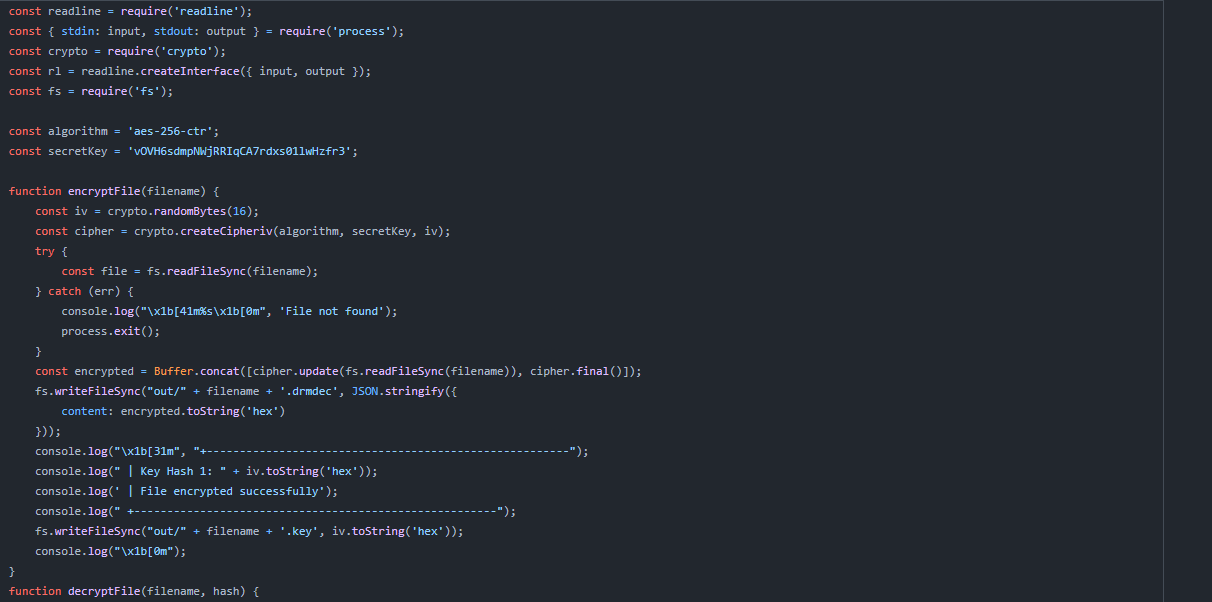 const readline = require('readline');
const { stdin: input, stdout: output } = require('process');
const crypto = require('crypto');
const rl = readline.createInterface({ input, output });
const fs = require('fs');

const algorithm = 'aes-256-ctr';
const secretKey = 'vOVH6sdmpNWjRRIqCA7rdxs01lwHzfr3';

function encryptFile(filename) {
    const iv = crypto.randomBytes(16);
    const cipher = crypto.createCipheriv(algorithm, secretKey, iv);
    try {
        const file = fs.readFileSync(filename);
    } catch (err) {
        console.log("\x1b[41m%s\x1b[0m", 'File not found');
        process.exit();
    }
    const encrypted = Buffer.concat([cipher.update(fs.readFileSync(filename)), cipher.final()]);
    fs.writeFileSync("out/" + filename + '.drmdec', JSON.stringify({
        content: encrypted.toString('hex')
    }));
    console.log("\x1b[31m", "+-------------------------------------------------------");
    console.log(" | Key Hash 1: " + iv.toString('hex'));
    console.log(' | File encrypted successfully');
    console.log(" +-------------------------------------------------------");
    fs.writeFileSync("out/" + filename + '.key', iv.toString('hex'));
    console.log("\x1b[0m");
}
function decryptFile(filename, hash) {